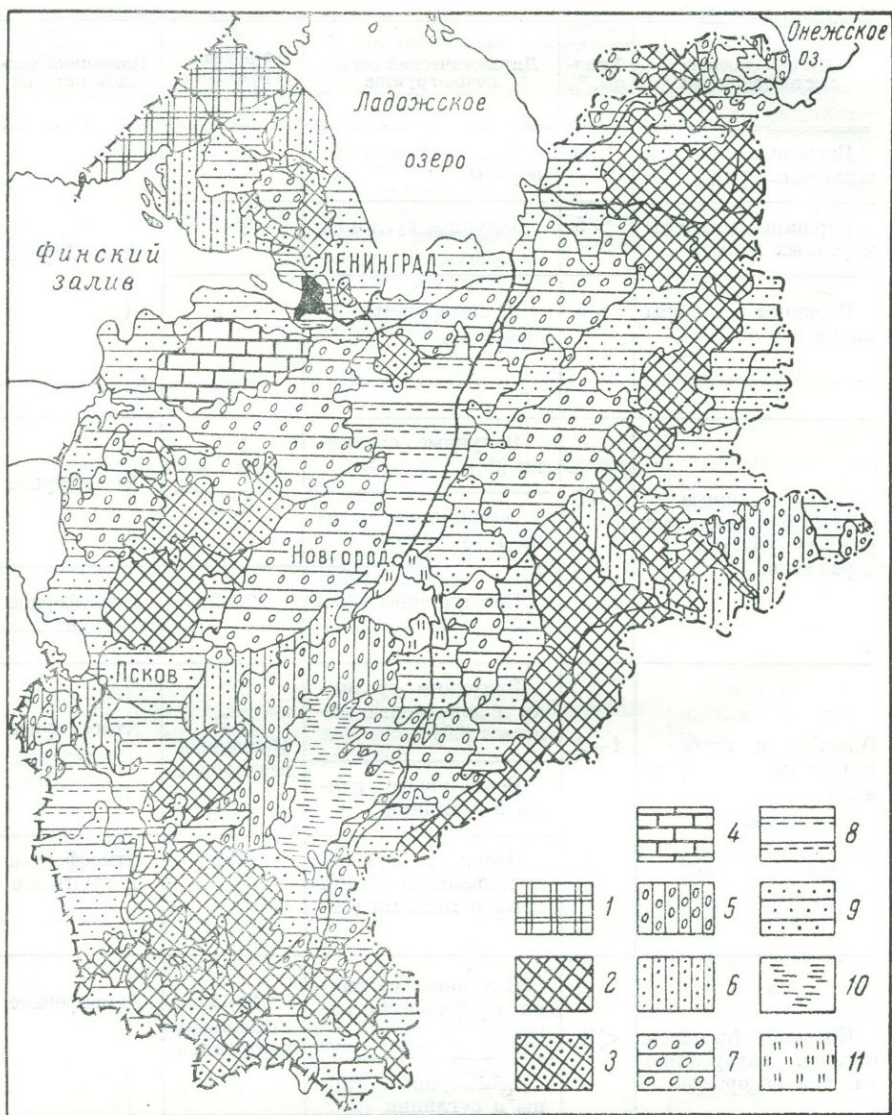 Онежское
оз.
Ладожское
озеро
Финский
залив
ЛЕНИНГРАД
Новгород
Псков
4
8
1
5
9
2
6
10
3
7
11